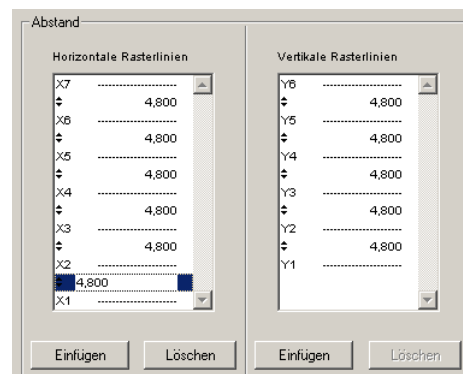 Abstand
Horizontale Rasterlinien
X7 --------------------
4,800
X6 --------------------
4,800
X5 --------------------
4,800
X4 --------------------
4,800
X3 --------------------
4,800
X2 --------------------
4,800
X1 --------------------
Einfügen Löschen
Vertikale Rasterlinien
Y6 --------------------
4,800
Y5 --------------------
4,800
Y4 --------------------
4,800
Y3 --------------------
4,800
Y2 --------------------
4,800
Y1 --------------------
Einfügen Löschen